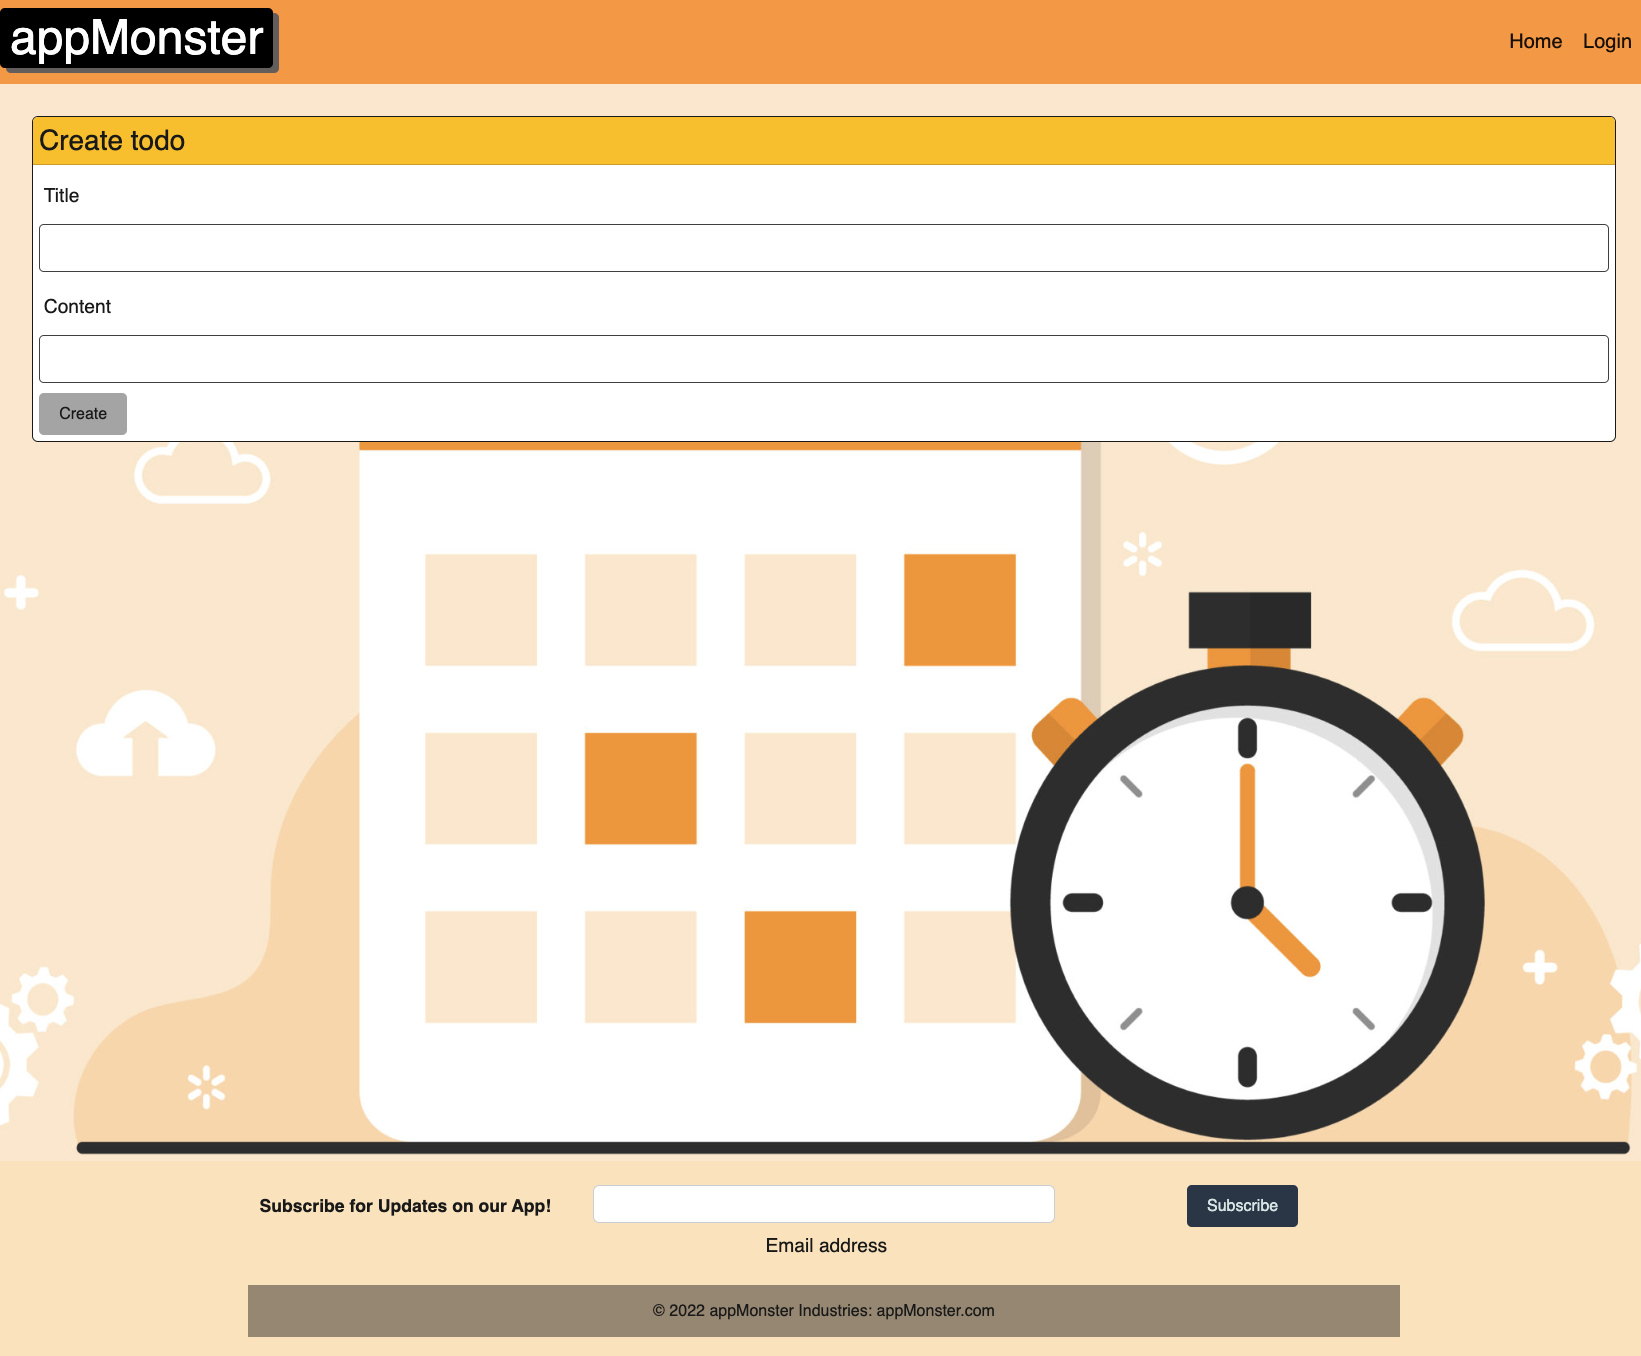 appMonster
Home Login
Create todo
Title
Content
Create
Subscribe for Updates on our App!
Subscribe
Email address
© 2022 appMonster Industries: appMonster.com